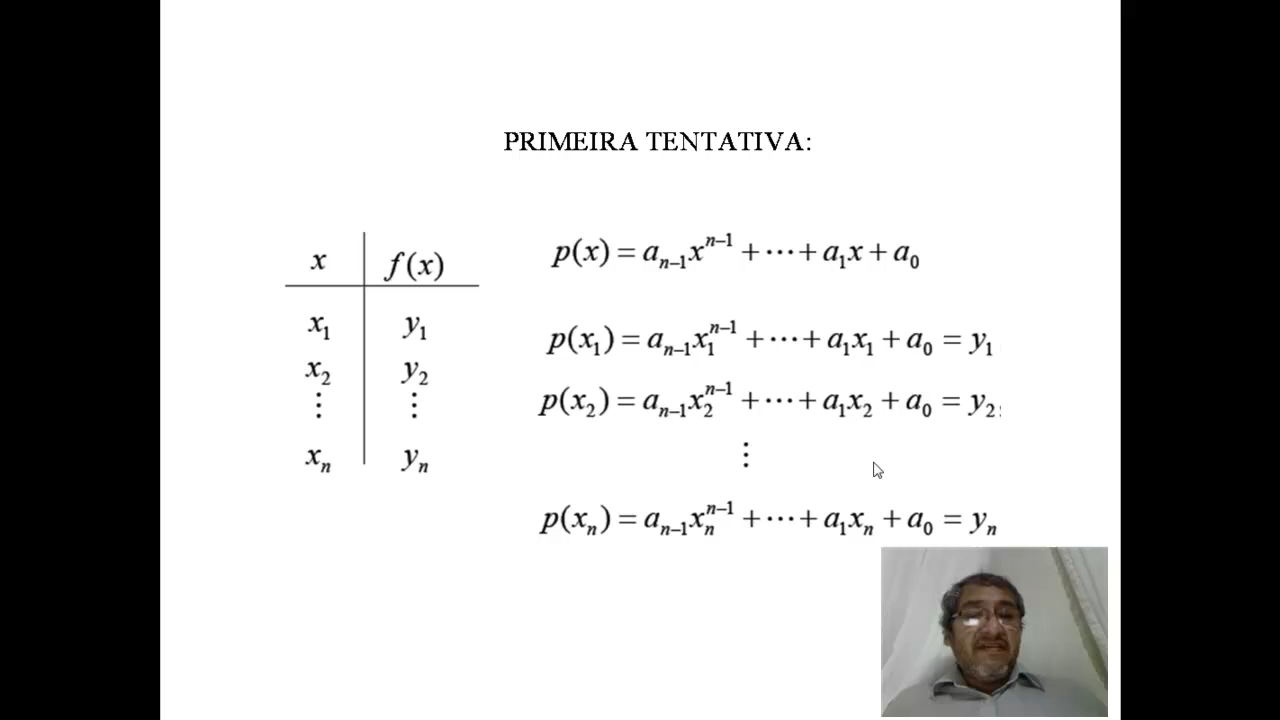 PRIMEIRA TENTATIVA:
x | f(x)
x₁ | y₁
x₂ | y₂
⋮ | ⋮
xₙ | yₙ
p(x) = aₙ₋₁xⁿ⁻¹ + ⋯ + a₁x + a₀
p(x₁) = aₙ₋₁x₁ⁿ⁻¹ + ⋯ + a₁x₁ + a₀ = y₁
p(x₂) = aₙ₋₁x₂ⁿ⁻¹ + ⋯ + a₁x₂ + a₀ = y₂
⋮
p(xₙ) = aₙ₋₁xₙⁿ⁻¹ + ⋯ + a₁xₙ + a₀ = yₙ